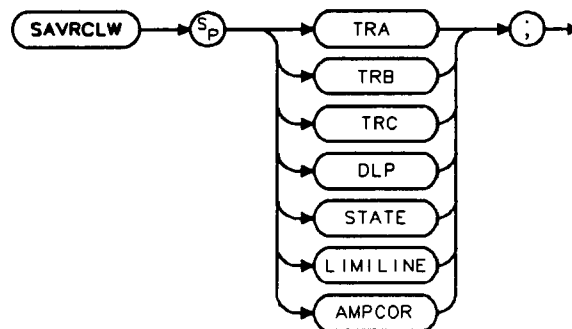 SAVRCLW SP TRA ;
TRB
TRC
DLP
STATE
LIMILINE
AMPCOR